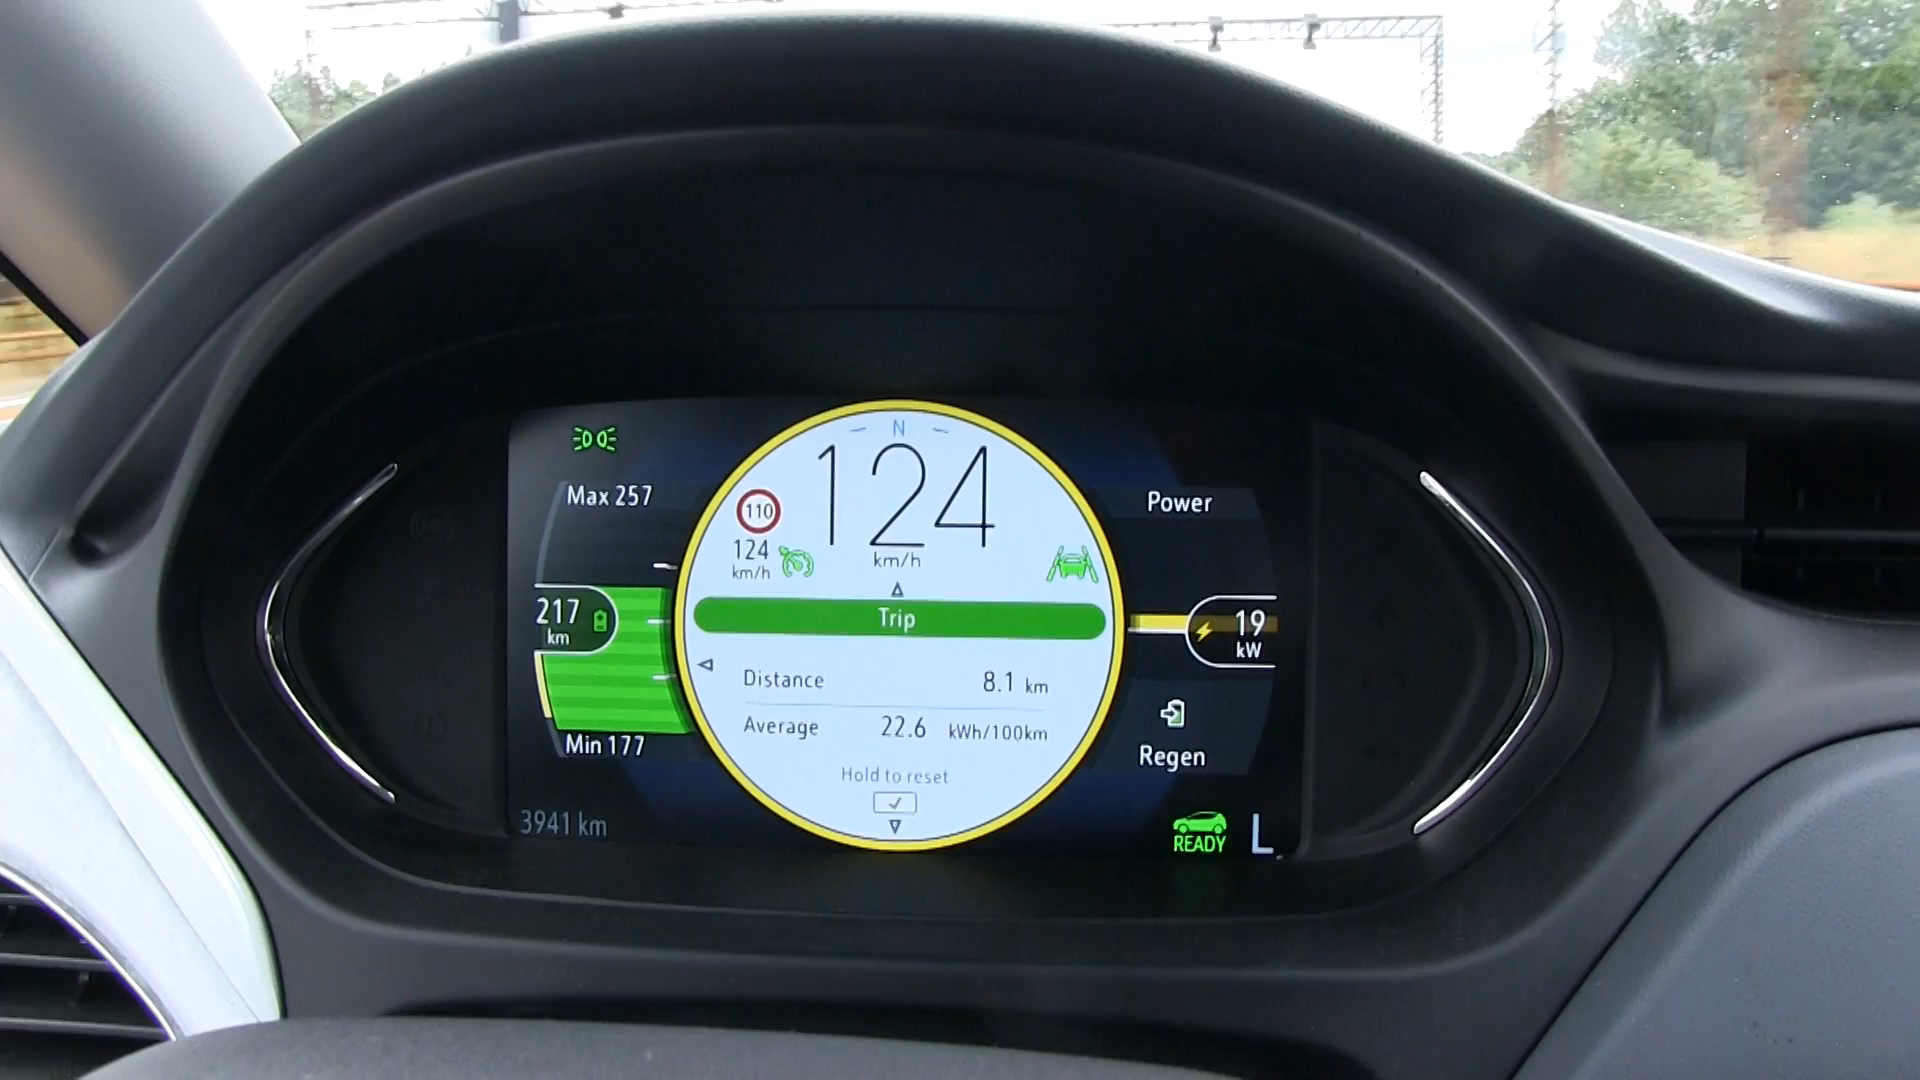 N
124
km/h
110
124
km/h
Max 257
217
km
Min 177
3941 km
Trip
Distance 8.1 km
Average 22.6 kWh/100km
Hold to reset
Power
19
kW
Regen
READY
L